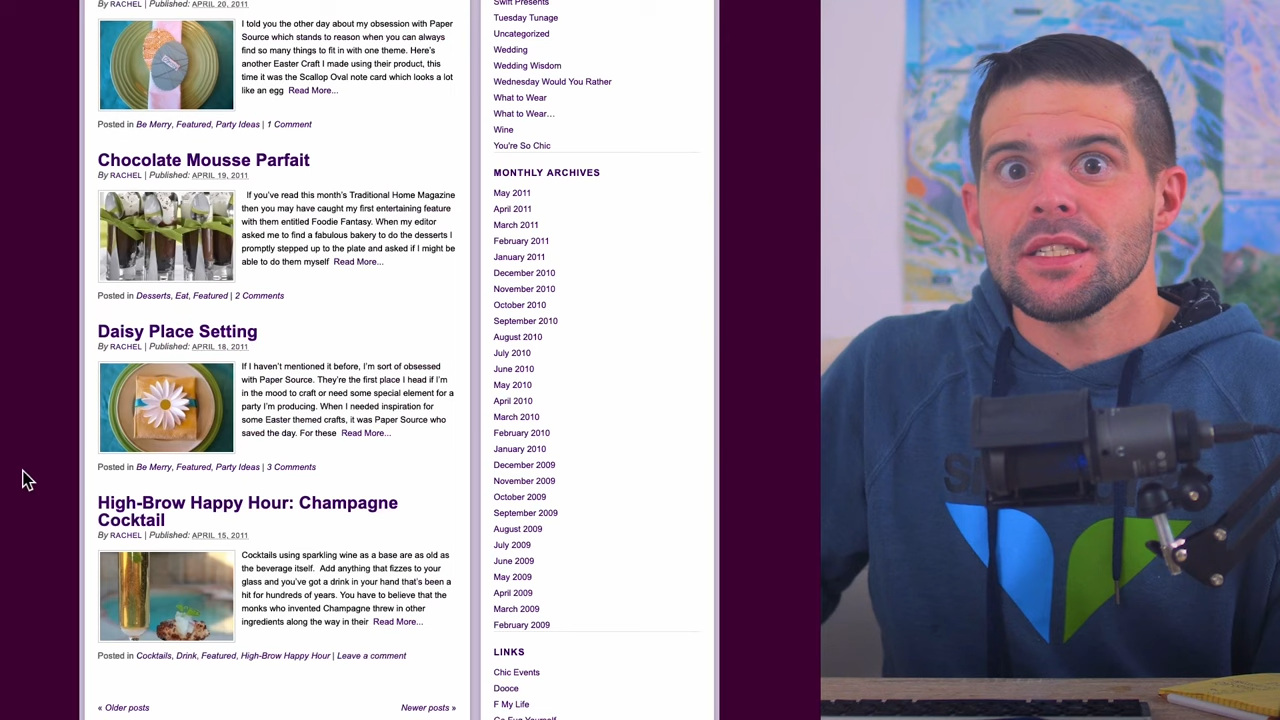 By RACHEL | Published: APRIL 20, 2011
I told you the other day about my obsession with Paper
Source which stands to reason when you can always
find so many things to fit in with one theme. Here's
another Easter Craft I made using their product, this
time it was the Scallop Oval note card which looks a lot
like an egg Read More...
Posted in Be Merry, Featured, Party Ideas | 1 Comment
Chocolate Mousse Parfait
By RACHEL | Published: APRIL 19, 2011
If you've read this month's Traditional Home Magazine
then you may have caught my first entertaining feature
with them entitled Foodie Fantasy. When my editor
asked me to find a fabulous bakery to do the desserts I
promptly stepped up to the plate and asked if I might be
able to do them myself Read More...
Posted in Desserts, Eat, Featured | 2 Comments
Daisy Place Setting
By RACHEL | Published: APRIL 18, 2011
If I haven't mentioned it before, I'm sort of obsessed
with Paper Source. They're the first place I head if I'm
in the mood to craft or need some special element for a
party I'm producing. When I needed inspiration for
some Easter themed crafts, it was Paper Source who
saved the day. For these Read More...
Posted in Be Merry, Featured, Party Ideas | 3 Comments
High-Brow Happy Hour: Champagne
Cocktail
By RACHEL | Published: APRIL 15, 2011
Cocktails using sparkling wine as a base are as old as
the beverage itself. Add anything that fizzes to your
glass and you've got a drink in your hand that's been a
hit for hundreds of years. You have to believe that the
monks who invented Champagne threw in other
ingredients along the way in their Read More...
Posted in Cocktails, Drink, Featured, High-Brow Happy Hour | Leave a comment
« Older posts
Newer posts »
Swift Presents
Tuesday Tunage
Uncategorized
Wedding
Wedding Wisdom
Wednesday Would You Rather
What to Wear
What to Wear…
Wine
You're So Chic
MONTHLY ARCHIVES
May 2011
April 2011
March 2011
February 2011
January 2011
December 2010
November 2010
October 2010
September 2010
August 2010
July 2010
June 2010
May 2010
April 2010
March 2010
February 2010
January 2010
December 2009
November 2009
October 2009
September 2009
August 2009
July 2009
June 2009
May 2009
April 2009
March 2009
February 2009
LINKS
Chic Events
Dooce
F My Life
Go Fug Yourself